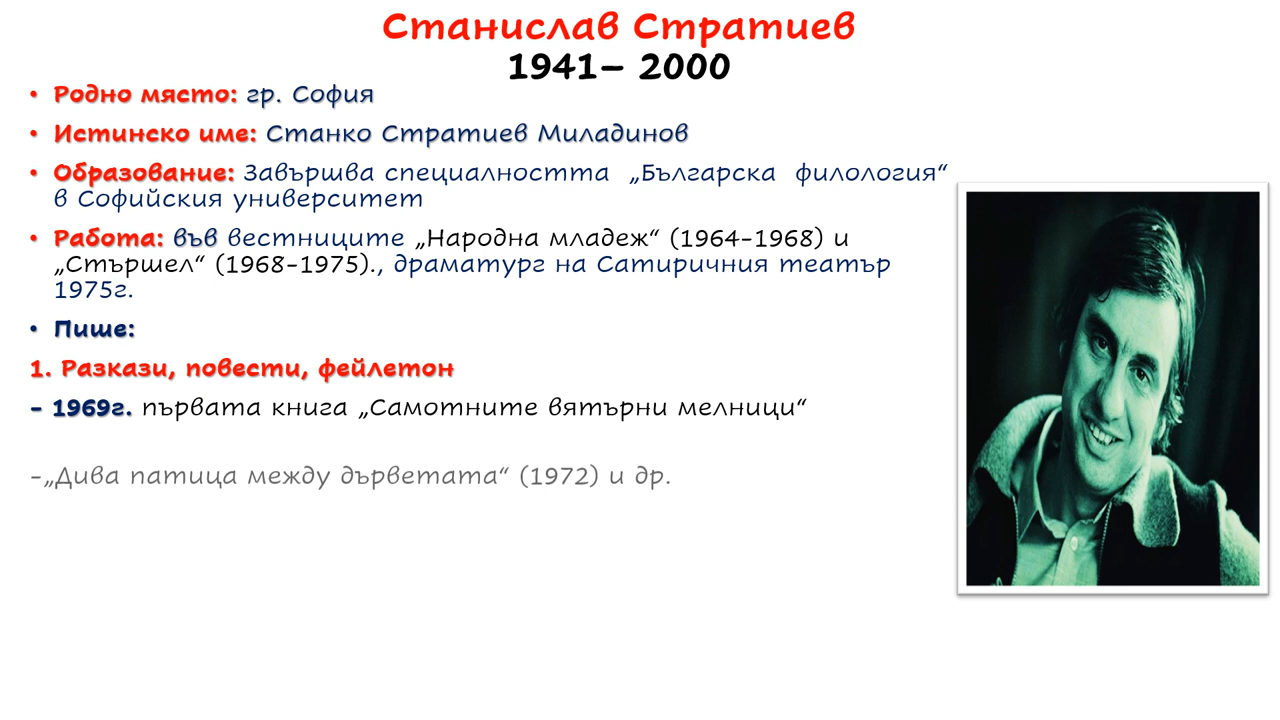 Станислав Стратиев
1941– 2000
• Родно място: гр. София
• Истинско име: Станко Стратиев Миладинов
• Образование: Завършва специалността „Българска филология“
в Софийския университет
• Работа: във вестниците „Народна младеж“ (1964-1968) и
„Стършел“ (1968-1975)., драматург на Сатиричния театър
1975г.
• Пише:
1. Разкази, повести, фейлетон
- 1969г. първата книга „Самотните вятърни мелници“
-„Дива патица между дърветата“ (1972) и др.